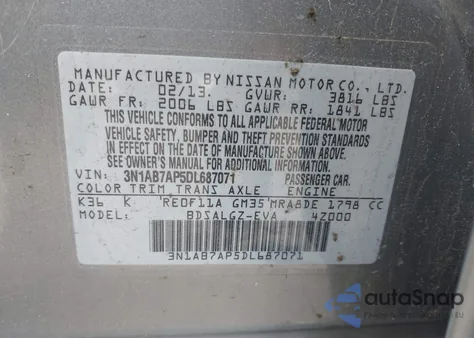 MANUFACTURED BY NISSAN MOTOR CO., LTD.
DATE: 02/13. GVWR: 3816 LBS
GAWR FR: 2006 LBS GAWR RR: 1841 LBS
THIS VEHICLE CONFORMS TO ALL APPLICABLE FEDERAL MOTOR
VEHICLE SAFETY, BUMPER AND THEFT PREVENTION STANDARDS
IN EFFECT ON THE DATE OF MANUFACTURE SHOWN ABOVE.
SEE OWNER'S MANUAL OF ADDITIONAL INFORMATION.
VIN: 3N1AB7AP5DL687071 PASSENGER CAR.
COLOR TRIM TRANS AXLE ENGINE
K36 K RE0F11A GM35 MRA8DE 1798 CC
MODEL: BDSALGZ-EVA 4Z000
3N1AB7AP5DL687071
autoSnap